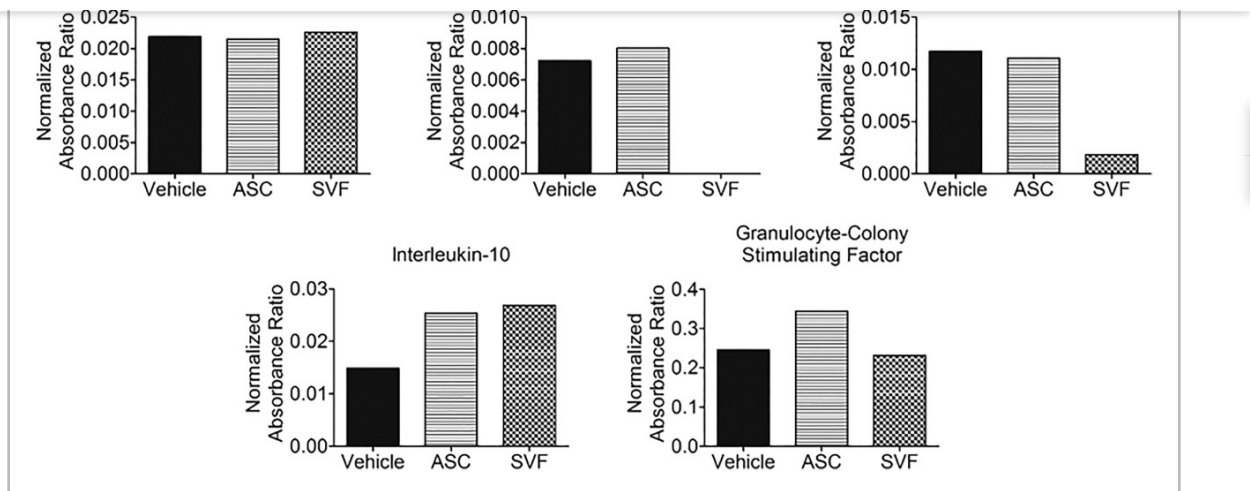 Normalized
Absorbance Ratio
0.025
0.020
0.015
0.010
0.005
0.000
Vehicle ASC SVF
Normalized
Absorbance Ratio
0.010
0.008
0.006
0.004
0.002
0.000
Vehicle ASC SVF
Normalized
Absorbance Ratio
0.015
0.010
0.005
0.000
Vehicle ASC SVF
Interleukin-10
Normalized
Absorbance Ratio
0.03
0.02
0.01
0.00
Vehicle ASC SVF
Granulocyte-Colony
Stimulating Factor
Normalized
Absorbance Ratio
0.4
0.3
0.2
0.1
0.0
Vehicle ASC SVF